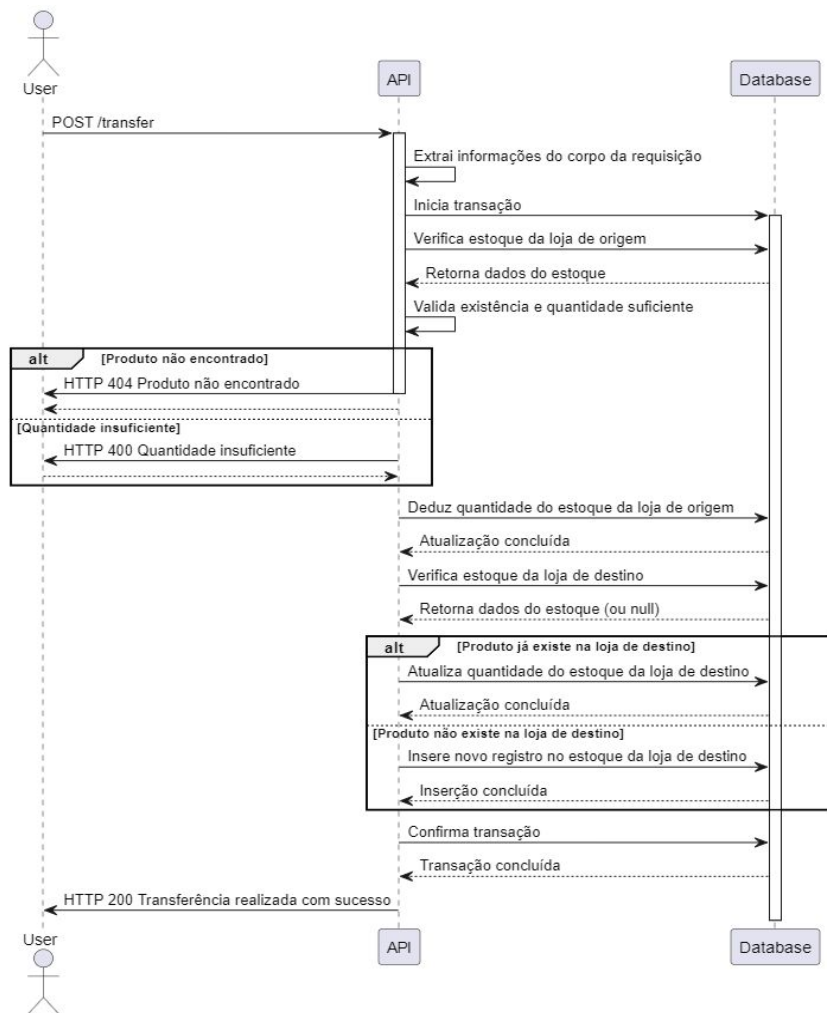 User
API
Database
POST /transfer
Extrai informações do corpo da requisição
Inicia transação
Verifica estoque da loja de origem
Retorna dados do estoque
Valida existência e quantidade suficiente
alt [Produto não encontrado]
HTTP 404 Produto não encontrado
[Quantidade insuficiente]
HTTP 400 Quantidade insuficiente
Deduz quantidade do estoque da loja de origem
Atualização concluída
Verifica estoque da loja de destino
Retorna dados do estoque (ou null)
alt [Produto já existe na loja de destino]
Atualiza quantidade do estoque da loja de destino
Atualização concluída
[Produto não existe na loja de destino]
Insere novo registro no estoque da loja de destino
Inserção concluída
Confirma transação
Transação concluída
HTTP 200 Transferência realizada com sucesso
User
API
Database